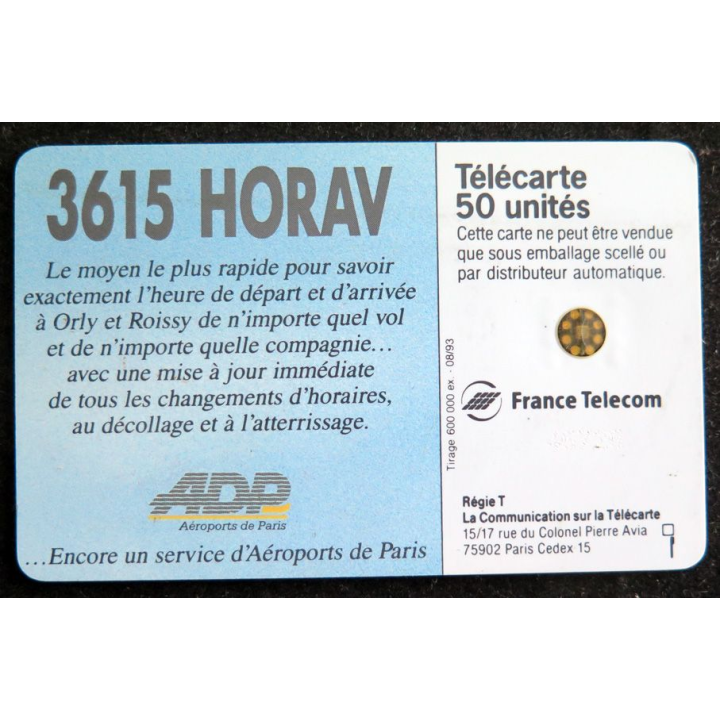 3615 HORAV
Le moyen le plus rapide pour savoir
exactement l'heure de départ et d'arrivée
à Orly et Roissy de n'importe quel vol
et de n'importe quelle compagnie...
avec une mise à jour immédiate
de tous les changements d'horaires,
au décollage et à l'atterrissage.
ADP
Aéroports de Paris
...Encore un service d'Aéroports de Paris
Télécarte
50 unités
Cette carte ne peut être vendue
que sous emballage scellé ou
par distributeur automatique.
Tirage 600 000 ex. - 08/93
France Telecom
Régie T
La Communication sur la Télécarte
15/17 rue du Colonel Pierre Avia
75902 Paris Cedex 15